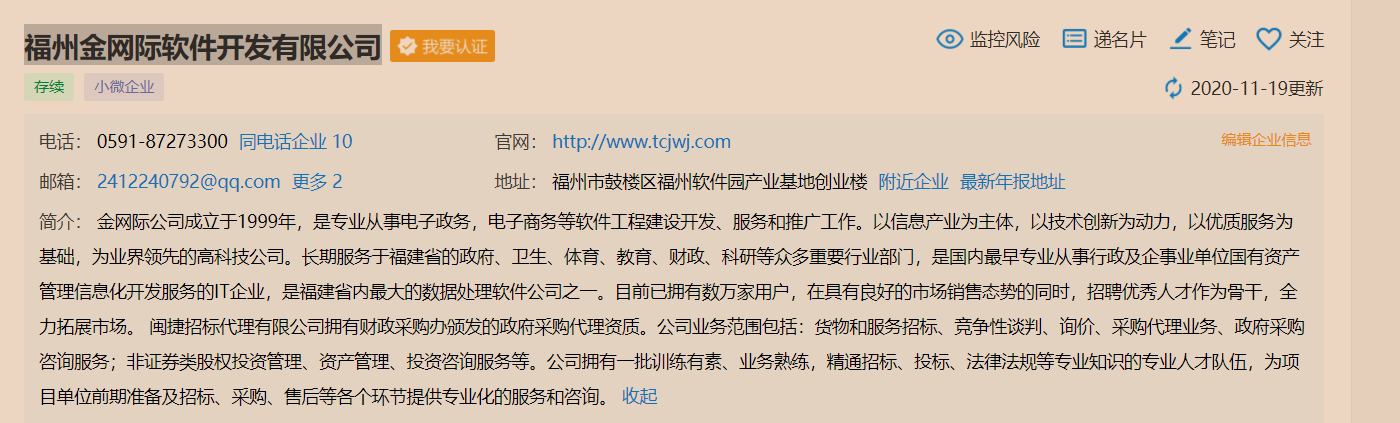 福州金网际软件开发有限公司 我要认证 监控风险 递名片 笔记 关注
存续 小微企业 2020-11-19更新
电话： 0591-87273300 同电话企业 10 官网： http://www.tcjwj.com 编辑企业信息
邮箱： 2412240792@qq.com 更多 2 地址： 福州市鼓楼区福州软件园产业基地创业楼 附近企业 最新年报地址
简介： 金网际公司成立于1999年，是专业从事电子政务，电子商务等软件工程建设开发、服务和推广工作。以信息产业为主体，以技术创新为动力，以优质服务为
基础，为业界领先的高科技公司。长期服务于福建省的政府、卫生、体育、教育、财政、科研等众多重要行业部门，是国内最早专业从事行政及企事业单位国有资产
管理信息化开发服务的IT企业，是福建省内最大的数据处理软件公司之一。目前已拥有数万家用户，在具有良好的市场销售态势的同时，招聘优秀人才作为骨干，全
力拓展市场。 闽捷招标代理有限公司拥有财政采购办颁发的政府采购代理资质。公司业务范围包括：货物和服务招标、竞争性谈判、询价、采购代理业务、政府采购
咨询服务；非证券类股权投资管理、资产管理、投资咨询服务等。公司拥有一批训练有素、业务熟练，精通招标、投标、法律法规等专业知识的专业人才队伍，为项
目单位前期准备及招标、采购、售后等各个环节提供专业化的服务和咨询。 收起